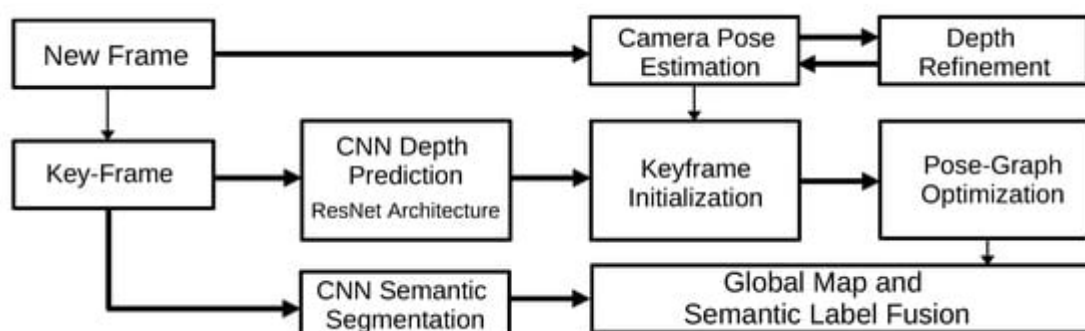 New Frame
Camera Pose
Estimation
Depth
Refinement
Key-Frame
CNN Depth
Prediction
ResNet Architecture
Keyframe
Initialization
Pose-Graph
Optimization
CNN Semantic
Segmentation
Global Map and
Semantic Label Fusion